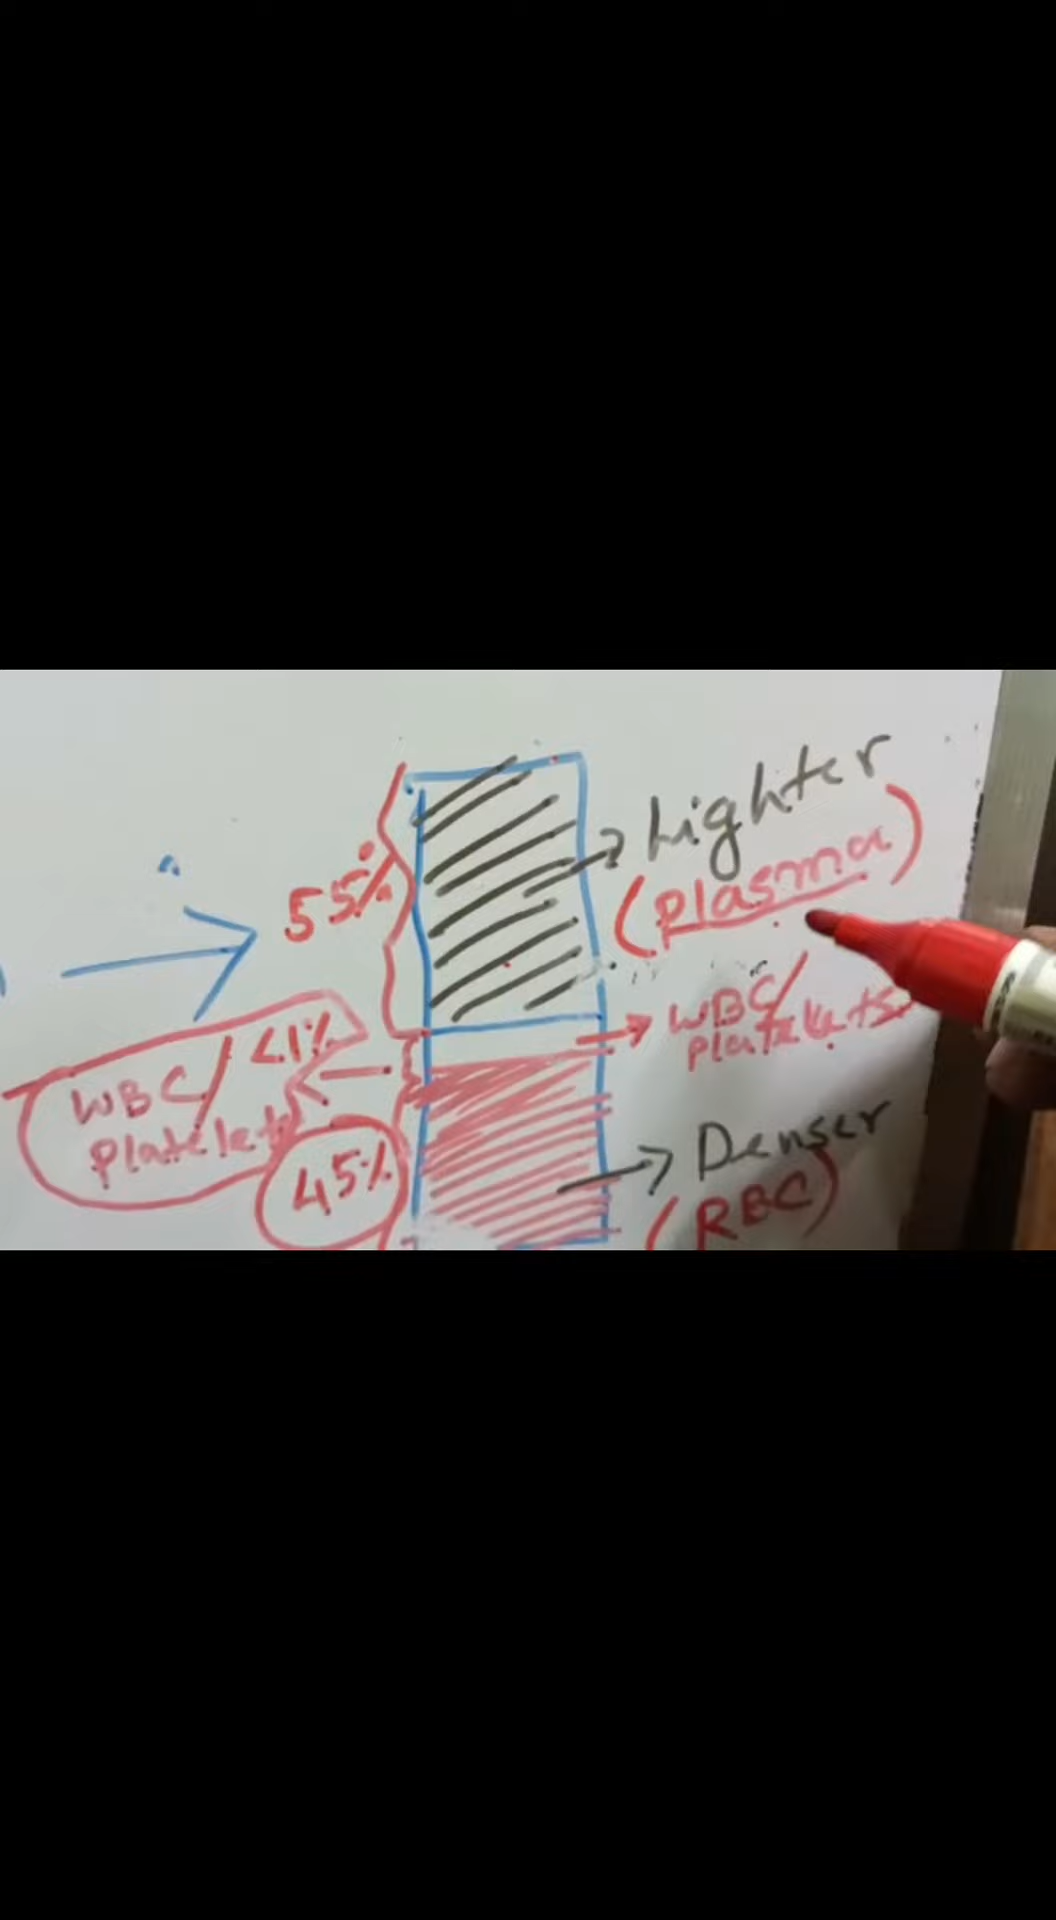 Lighter
(Plasma)
55%
WBC/
platelets
<1%
WBC/
platelets
Denser
45%
(RBC)